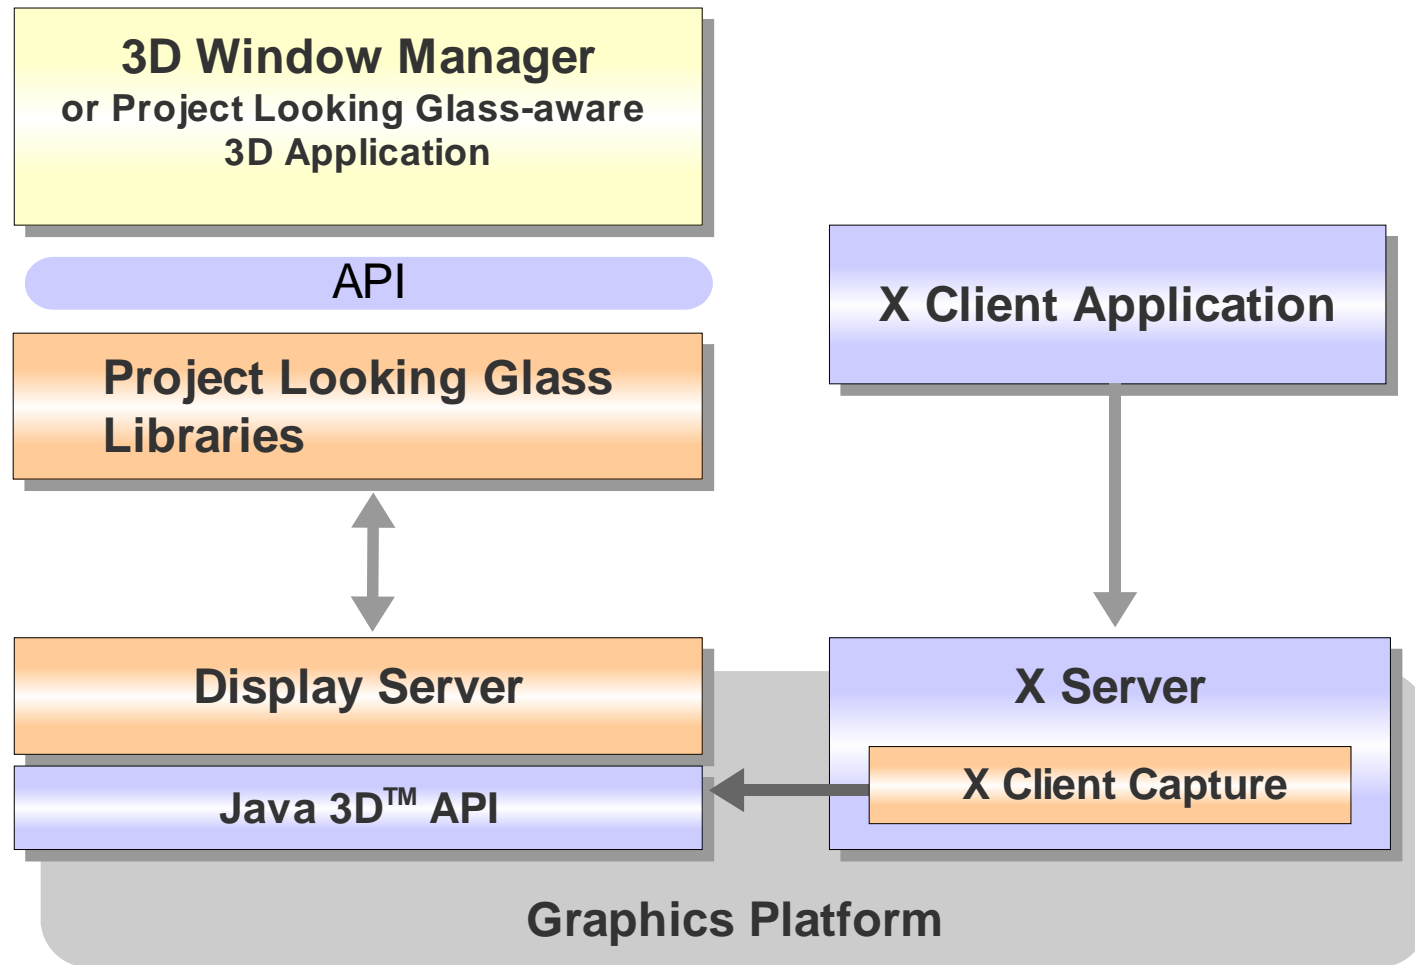 3D Window Manager
or Project Looking Glass-aware
3D Application
API
Project Looking Glass
Libraries
X Client Application
Display Server
X Server
X Client Capture
Java 3D™ API
Graphics Platform